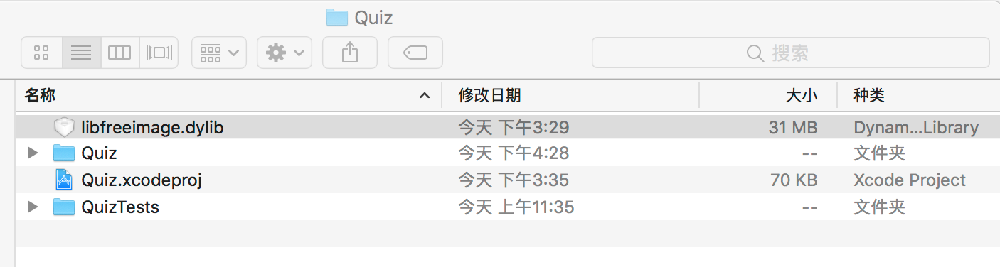 Quiz
搜索
名称 修改日期 大小 种类
libfreeimage.dylib 今天 下午3:29 31 MB Dynam...Library
Quiz 今天 下午4:28 -- 文件夹
Quiz.xcodeproj 今天 下午3:35 70 KB Xcode Project
QuizTests 今天 上午11:35 -- 文件夹